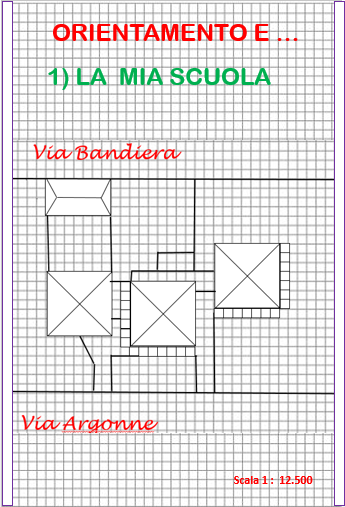 ORIENTAMENTO E ...
1) LA MIA SCUOLA
Via Bandiera
Via Argonne
Scala 1 : 12.500